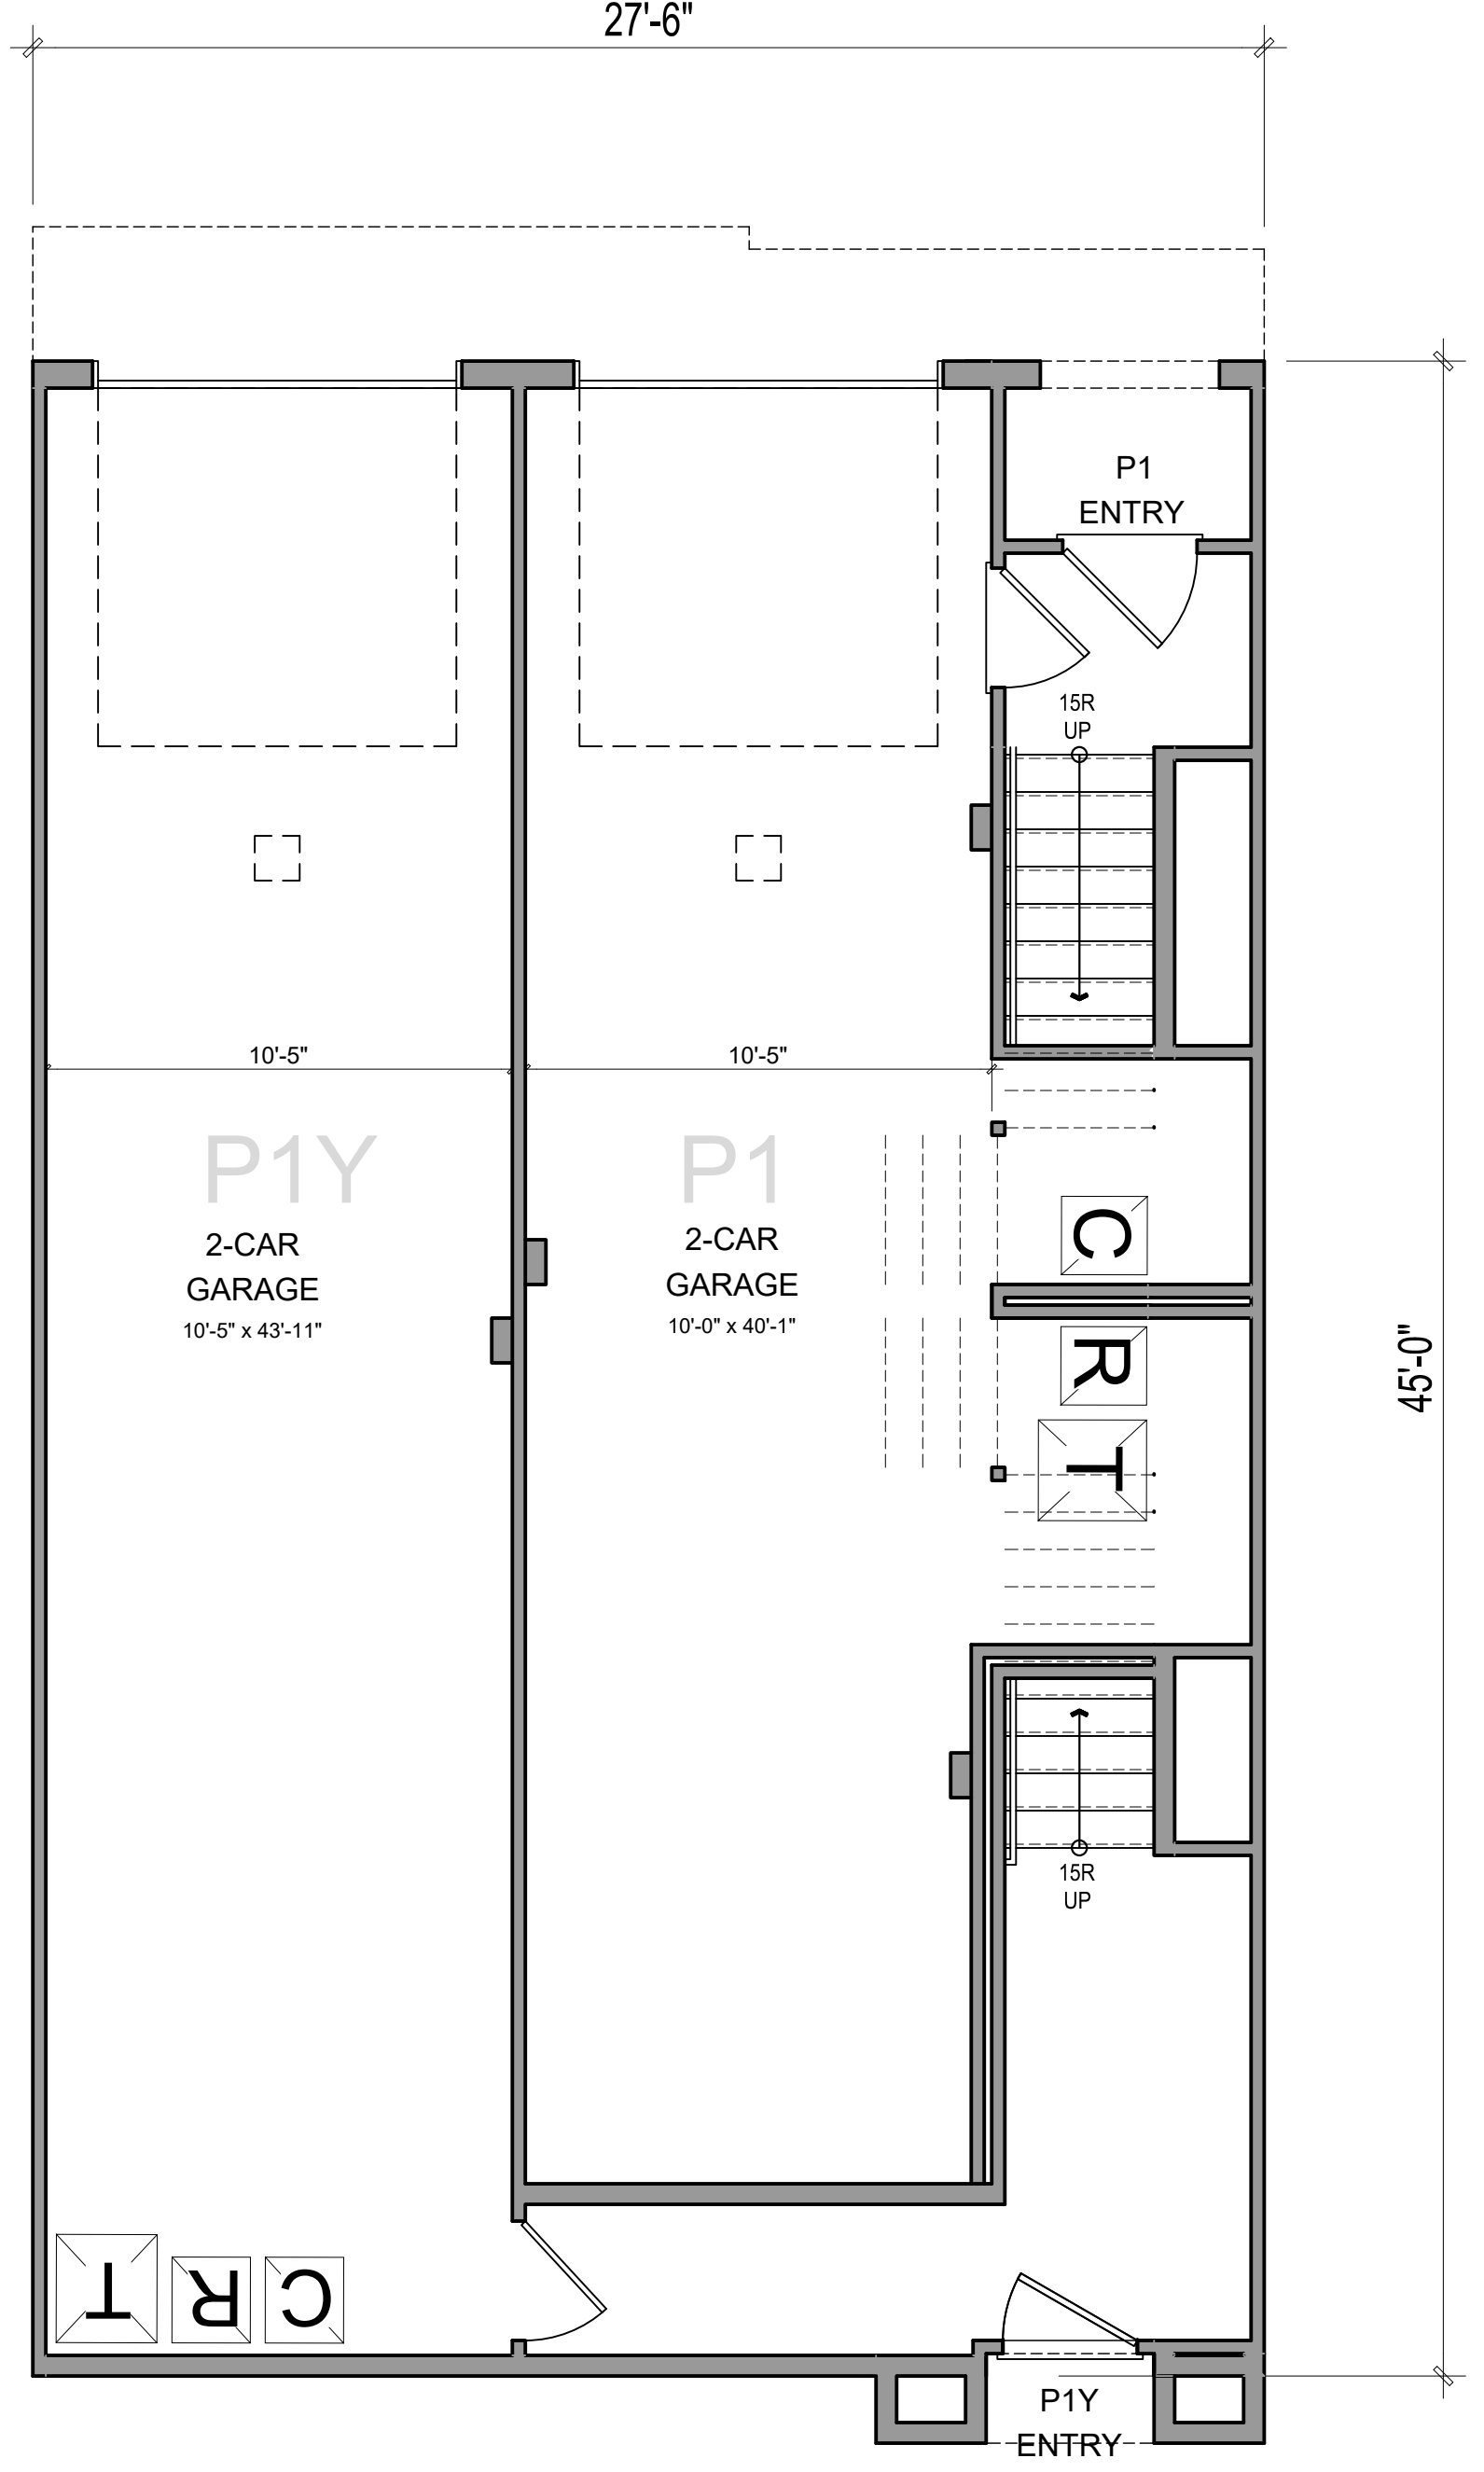 27'-6"
P1
ENTRY
15R
UP
10'-5"
10'-5"
P1Y
2-CAR
GARAGE
10'-5" x 43'-11"
P1
2-CAR
GARAGE
10'-0" x 40'-1"
C
R
T
45'-0"
15R
UP
T
R
C
P1Y
ENTRY